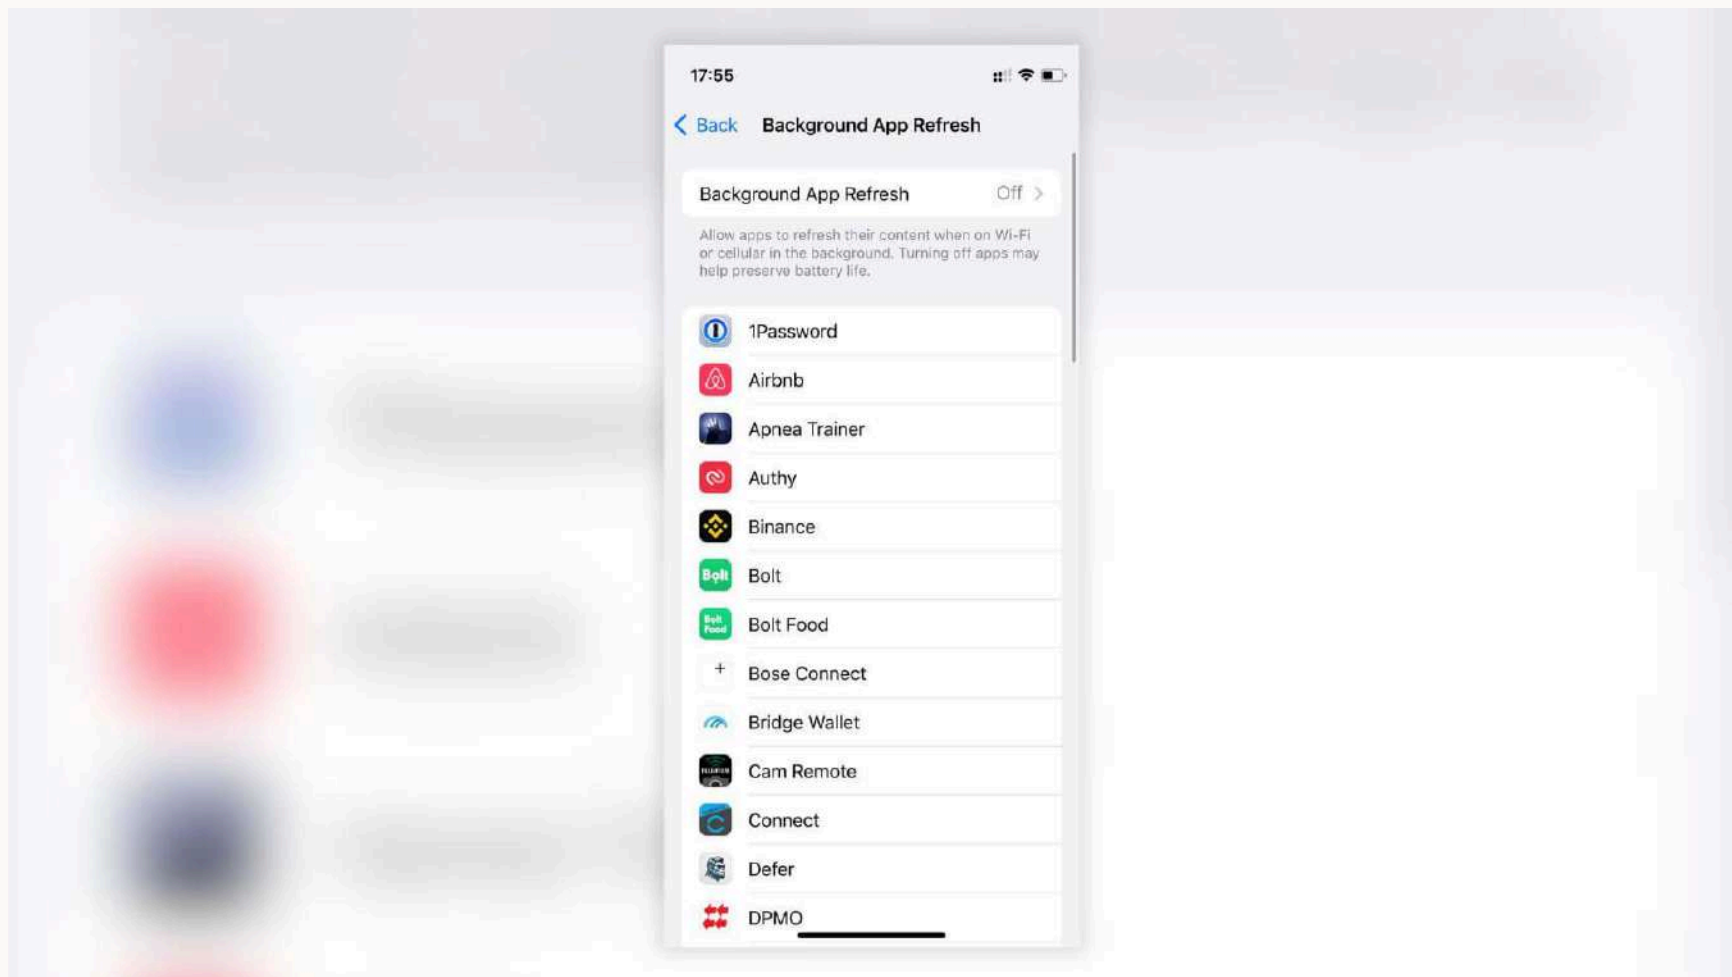 17:55
Back
Background App Refresh
Background App Refresh
Off
Allow apps to refresh their content when on Wi-Fi
or cellular in the background. Turning off apps may
help preserve battery life.
1Password
Airbnb
Apnea Trainer
Authy
Binance
Bolt
Bolt
Bolt
Food
Bolt Food
Bose Connect
Bridge Wallet
Cam Remote
Connect
Defer
DPMO